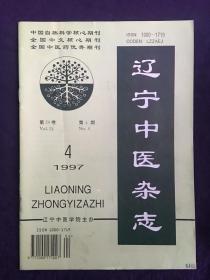 中国自然科学核心期刊
全国中文核心期刊
全国中医药优秀期刊
ISSN 1000-1719
CODEN LZZAEJ
辽宁中医杂志
第24卷 第4期
Vol.24 No.4
4
1997
LIAONING
ZHONGYIZAZHI
辽宁中医学院主办
ISSN 1000-1719